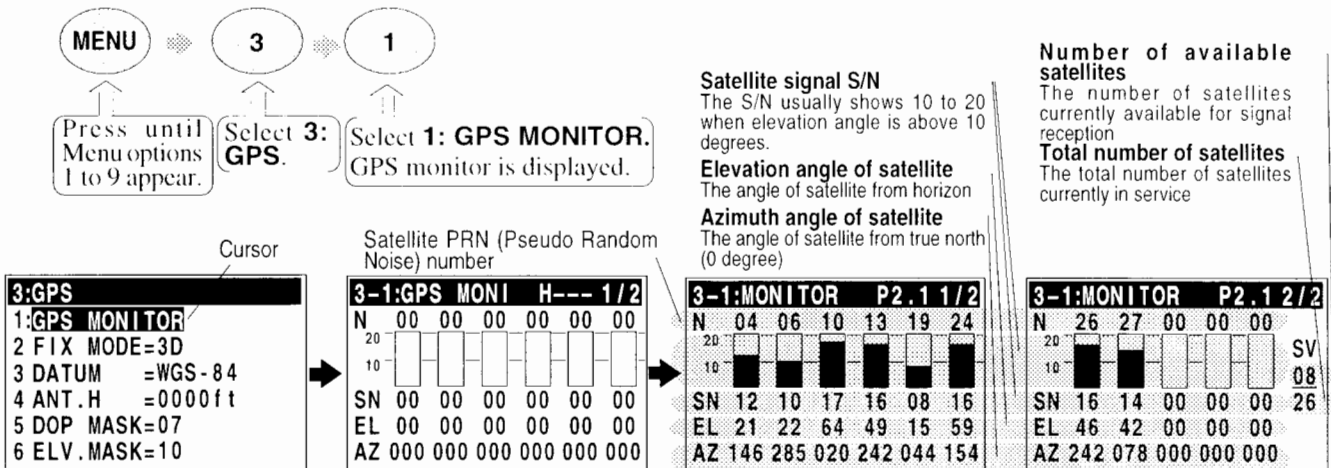 MENU
3
1
Press until
Menu options
1 to 9 appear.
Select 3:
GPS.
Select 1: GPS MONITOR.
GPS monitor is displayed.
Satellite signal S/N
The S/N usually shows 10 to 20
when elevation angle is above 10
degrees.
Elevation angle of satellite
The angle of satellite from horizon
Azimuth angle of satellite
The angle of satellite from true north
(0 degree)
Number of available
satellites
The number of satellites
currently available for signal
reception
Total number of satellites
The total number of satellites
currently in service
Cursor
Satellite PRN (Pseudo Random
Noise) number
3:GPS
1:GPS MONITOR
2 FIX MODE=3D
3 DATUM =WGS-84
4 ANT.H =0000ft
5 DOP MASK=07
6 ELV.MASK=10
3-1:GPS MONI H--- 1/2
N 00 00 00 00 00 00
20
10
SN 00 00 00 00 00 00
EL 00 00 00 00 00 00
AZ 000 000 000 000 000 000
3-1:MONITOR P2.1 1/2
N 04 06 10 13 19 24
20
10
SN 12 10 17 16 08 16
EL 21 22 64 49 15 59
AZ 146 285 020 242 044 154
3-1:MONITOR P2.1 2/2
N 26 27 00 00 00
20
10
SV
08
26
SN 16 14 00 00 00
EL 46 42 00 00 00
AZ 242 078 000 000 000